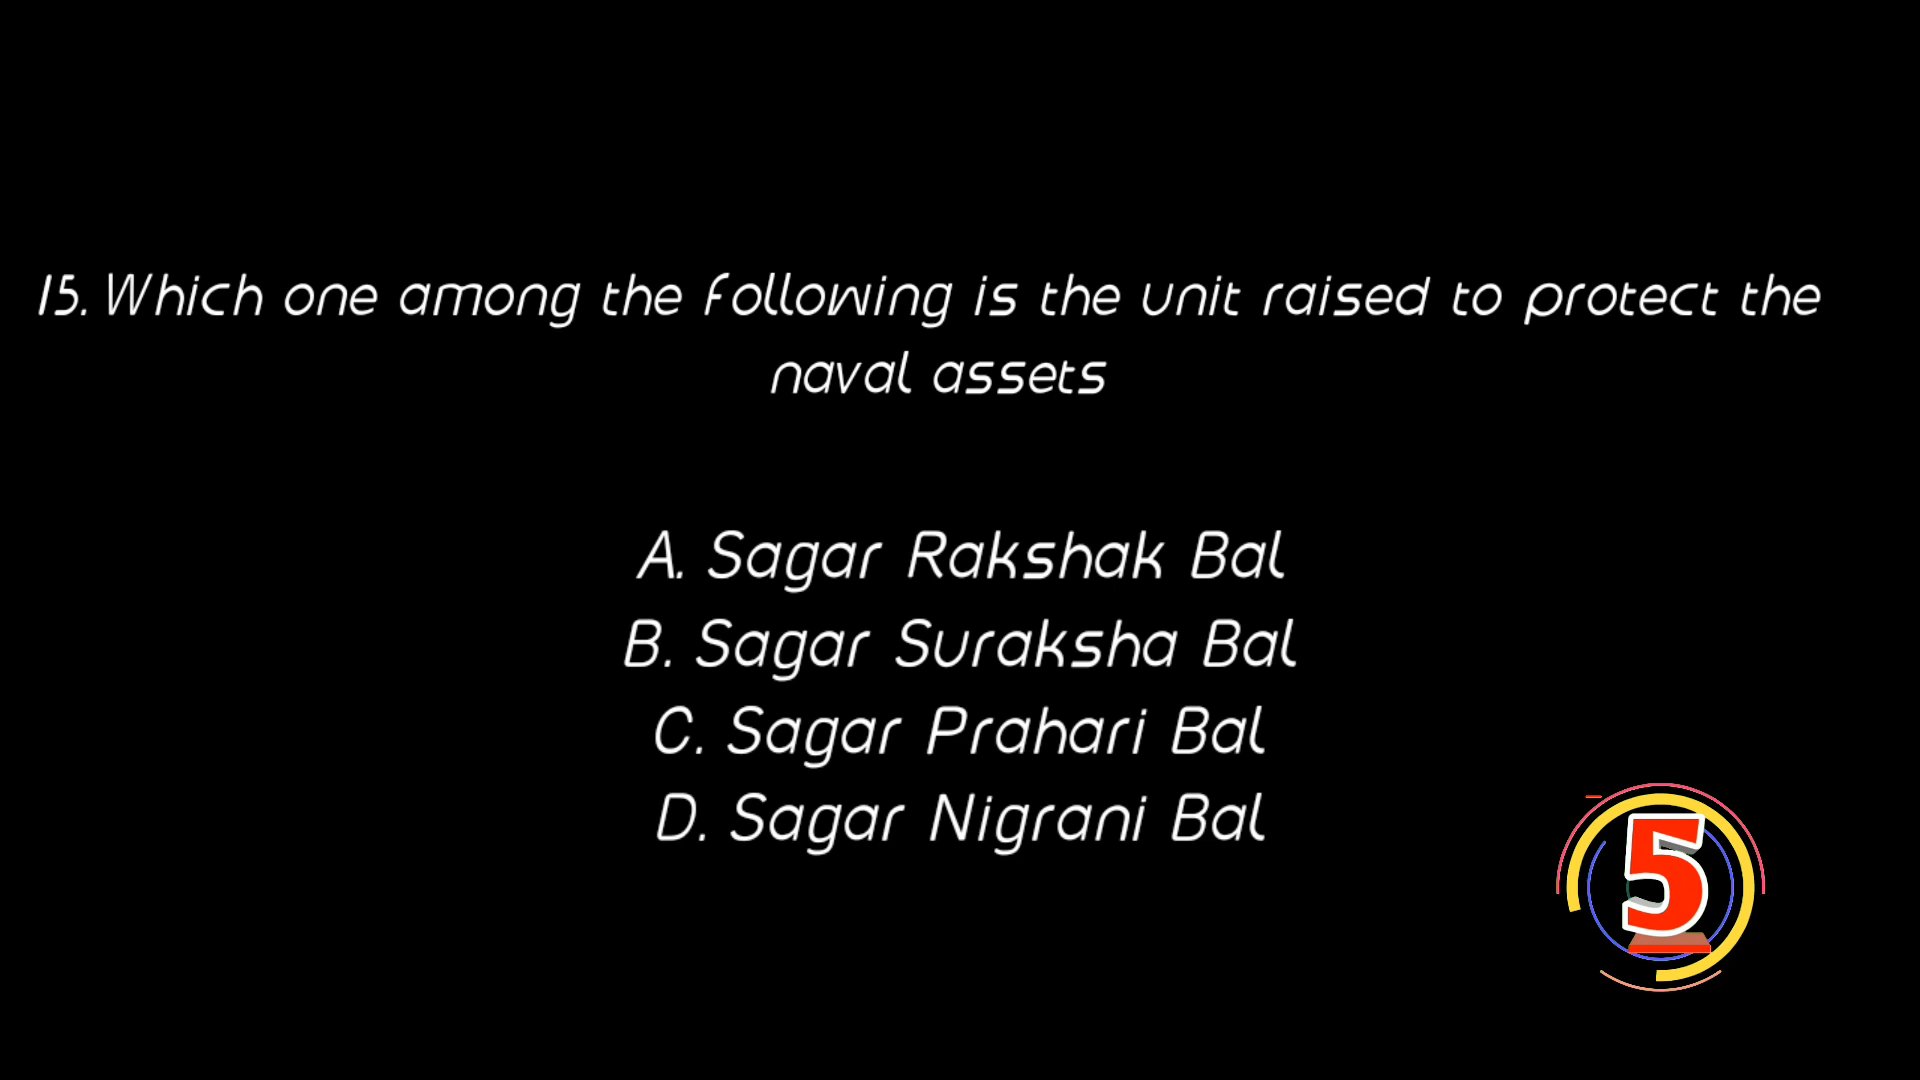 15. Which one among the following is the unit raised to protect the
naval assets
A. Sagar Rakshak Bal
B. Sagar Suraksha Bal
C. Sagar Prahari Bal
D. Sagar Nigrani Bal
5